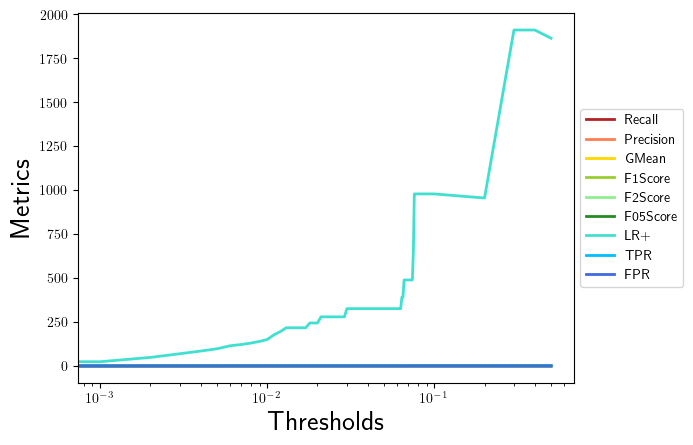 2000
1750
1500
1250
1000
750
500
250
0
Metrics
10⁻³
10⁻²
10⁻¹
Thresholds
Recall
Precision
GMean
F1Score
F2Score
F05Score
LR+
TPR
FPR